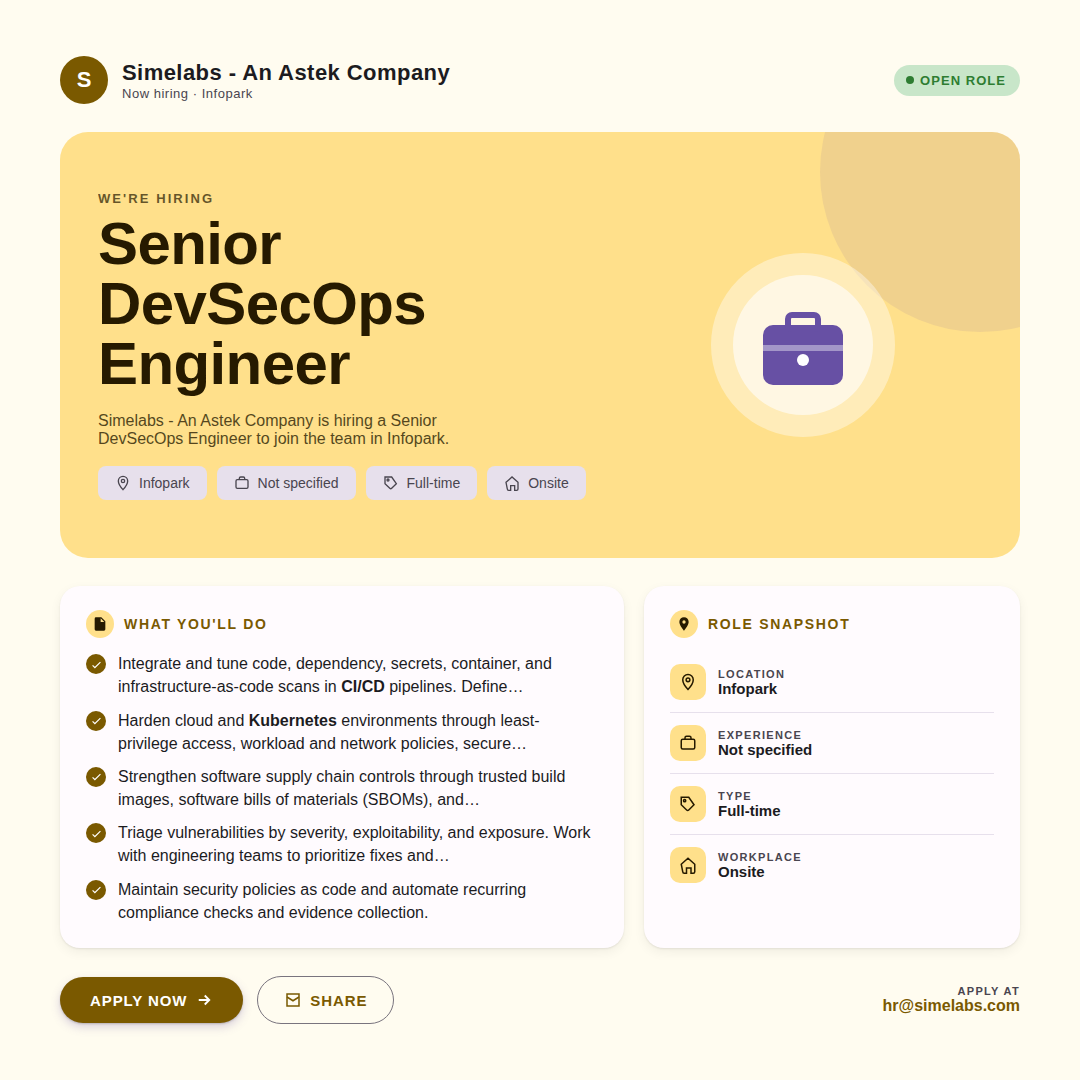 S
Simelabs - An Astek Company
Now hiring · Infopark
OPEN ROLE
WE'RE HIRING
Senior
DevSecOps
Engineer
Simelabs - An Astek Company is hiring a Senior
DevSecOps Engineer to join the team in Infopark.
Infopark
Not specified
Full-time
Onsite
WHAT YOU'LL DO
Integrate and tune code, dependency, secrets, container, and
infrastructure-as-code scans in CI/CD pipelines. Define…
Harden cloud and Kubernetes environments through least-
privilege access, workload and network policies, secure…
Strengthen software supply chain controls through trusted build
images, software bills of materials (SBOMs), and…
Triage vulnerabilities by severity, exploitability, and exposure. Work
with engineering teams to prioritize fixes and…
Maintain security policies as code and automate recurring
compliance checks and evidence collection.
ROLE SNAPSHOT
LOCATION
Infopark
EXPERIENCE
Not specified
TYPE
Full-time
WORKPLACE
Onsite
APPLY NOW
SHARE
APPLY AT
hr@simelabs.com